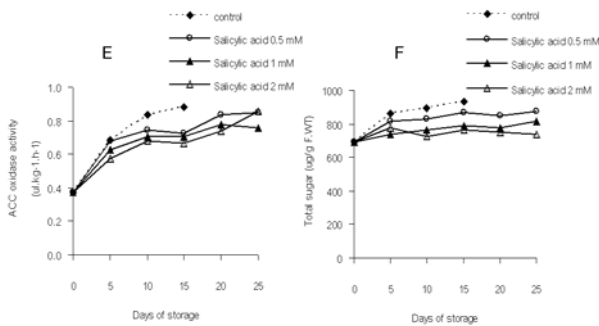 control
E
Salicylic acid 0.5 mM
Salicylic acid 1 mM
Salicylic acid 2 mM
1.0
0.8
0.6
0.4
0.2
0.0
ACC oxidase activity
(ul.kg-1.h-1)
0 5 10 15 20 25
Days of storage
control
F
Salicylic acid 0.5 mM
Salicylic acid 1 mM
Salicylic acid 2 mM
1000
800
600
400
200
0
Total sugar (ug/g F.WT)
0 5 10 15 20 25
Days of storage